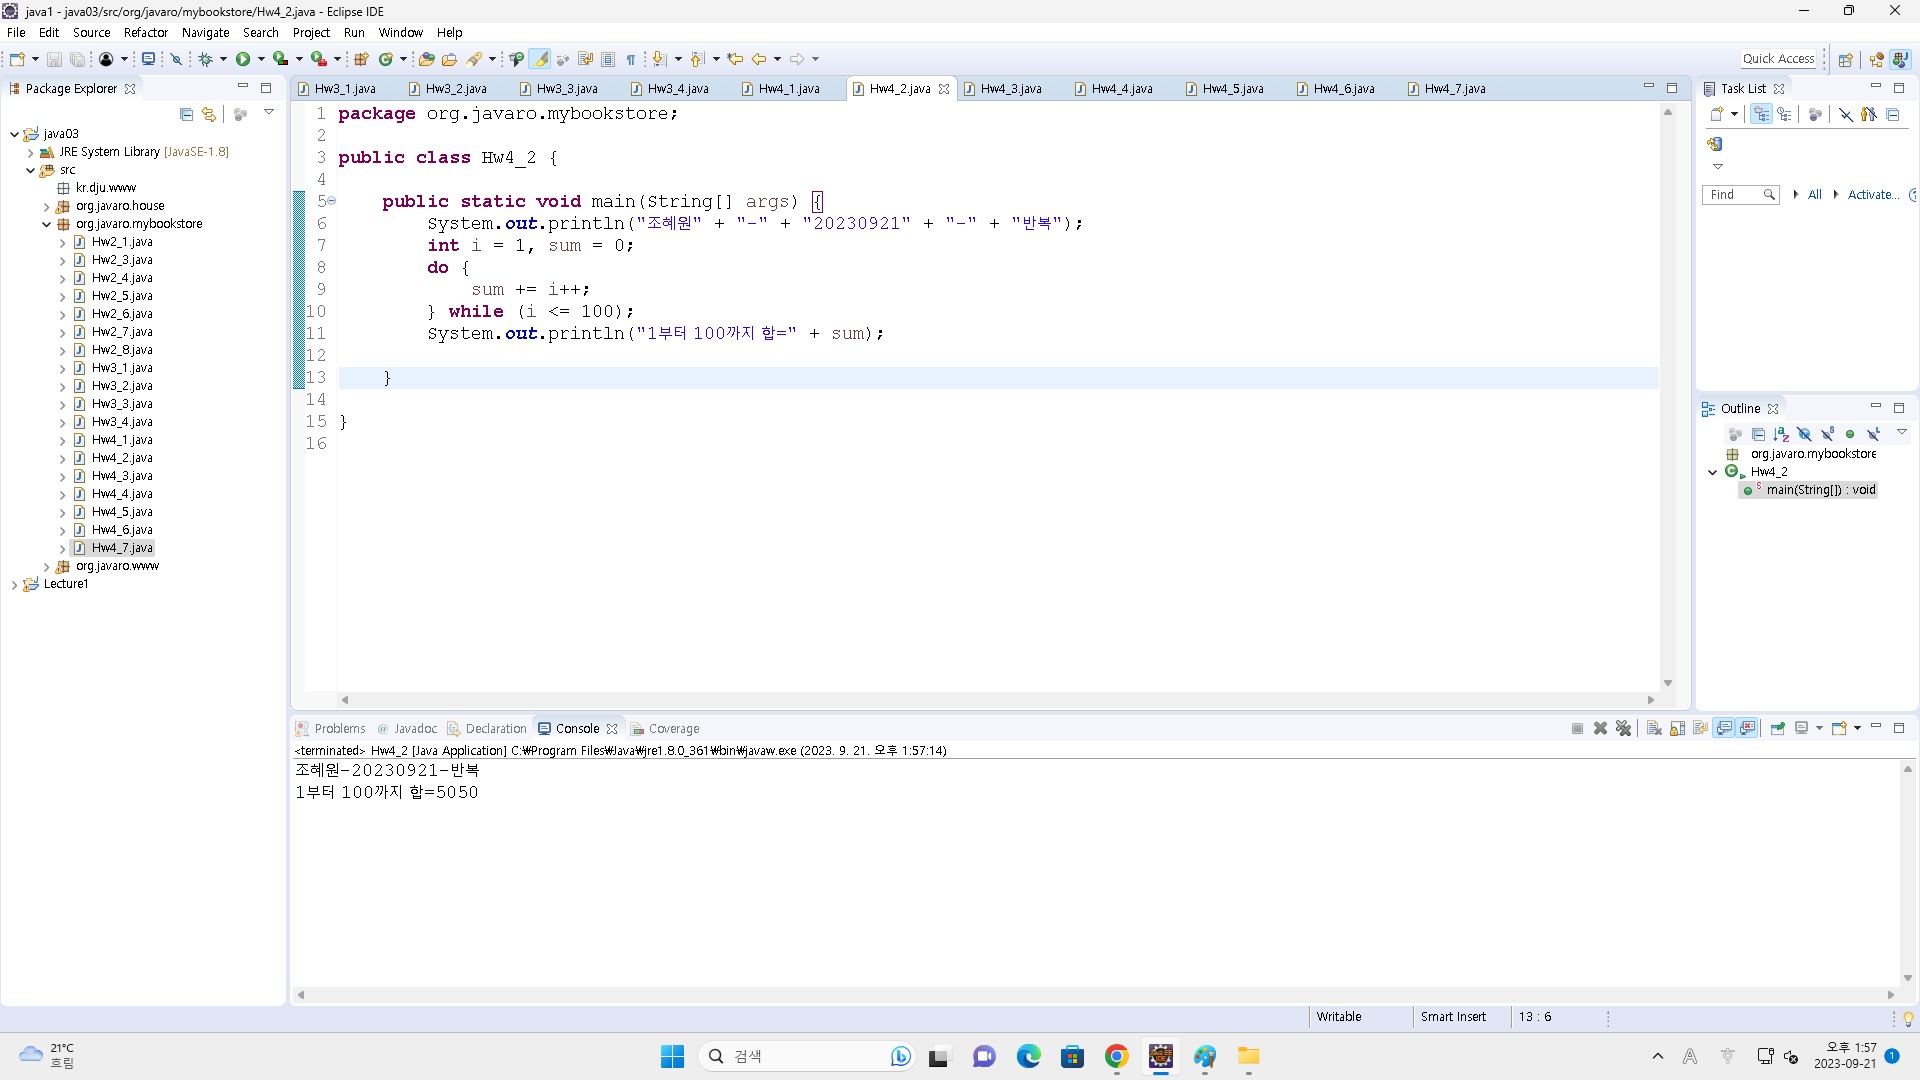 java1 - java03/src/org/javaro/mybookstore/Hw4_2.java - Eclipse IDE
File Edit Source Refactor Navigate Search Project Run Window Help
Quick Access
Package Explorer
java03
JRE System Library [JavaSE-1.8]
src
kr.dju.www
org.javaro.house
org.javaro.mybookstore
Hw2_1.java
Hw2_3.java
Hw2_4.java
Hw2_5.java
Hw2_6.java
Hw2_7.java
Hw2_8.java
Hw3_1.java
Hw3_2.java
Hw3_3.java
Hw3_4.java
Hw4_1.java
Hw4_2.java
Hw4_3.java
Hw4_4.java
Hw4_5.java
Hw4_6.java
Hw4_7.java
org.javaro.www
Lecture1
Hw3_1.java Hw3_2.java Hw3_3.java Hw3_4.java Hw4_1.java Hw4_2.java Hw4_3.java Hw4_4.java Hw4_5.java Hw4_6.java Hw4_7.java
1 package org.javaro.mybookstore;
2
3 public class Hw4_2 {
4
5 public static void main(String[] args) {
6 System.out.println("조혜원" + "-" + "20230921" + "-" + "반복");
7 int i = 1, sum = 0;
8 do {
9 sum += i++;
10 } while (i <= 100);
11 System.out.println("1부터 100까지 합=" + sum);
12
13 }
14
15 }
16
Task List
Find All Activate...
Outline
org.javaro.mybookstore
Hw4_2
main(String[]) : void
Problems Javadoc Declaration Console Coverage
<terminated> Hw4_2 [Java Application] C:₩Program Files₩Java₩jre1.8.0_361₩bin₩javaw.exe (2023. 9. 21. 오후 1:57:14)
조혜원-20230921-반복
1부터 100까지 합=5050
Writable Smart Insert 13 : 6
21°C
흐림
검색
오후 1:57
2023-09-21
1